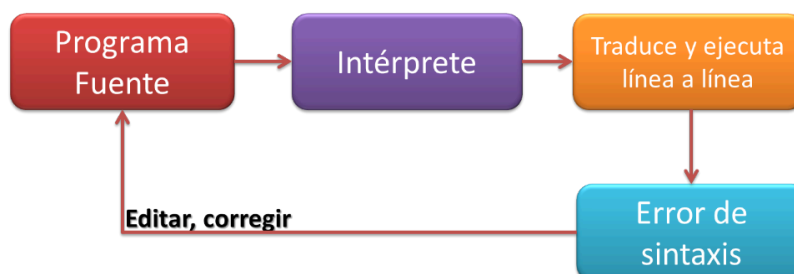 Programa
Fuente
Intérprete
Traduce y ejecuta
línea a línea
Editar, corregir
Error de
sintaxis